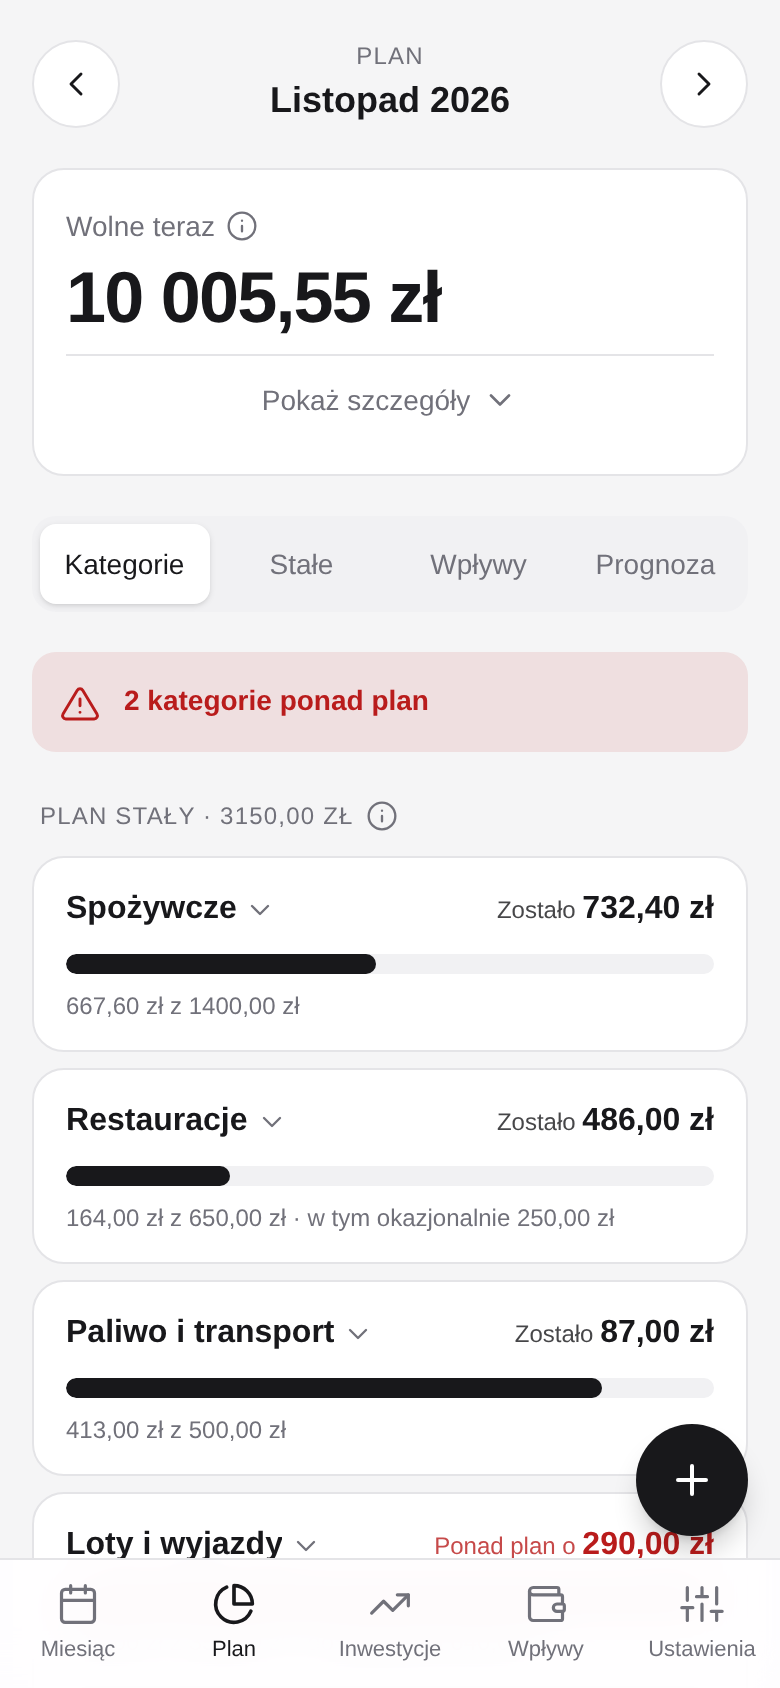 PLAN
Listopad 2026
Wolne teraz
10 005,55 zł
Pokaż szczegóły
Kategorie Stałe Wpływy Prognoza
2 kategorie ponad plan
PLAN STAŁY · 3150,00 ZŁ
Spożywcze Zostało 732,40 zł
667,60 zł z 1400,00 zł
Restauracje Zostało 486,00 zł
164,00 zł z 650,00 zł · w tym okazjonalnie 250,00 zł
Paliwo i transport Zostało 87,00 zł
413,00 zł z 500,00 zł
Loty i wyjazdy Ponad plan o 290,00 zł
Miesiąc Plan Inwestycje Wpływy Ustawienia